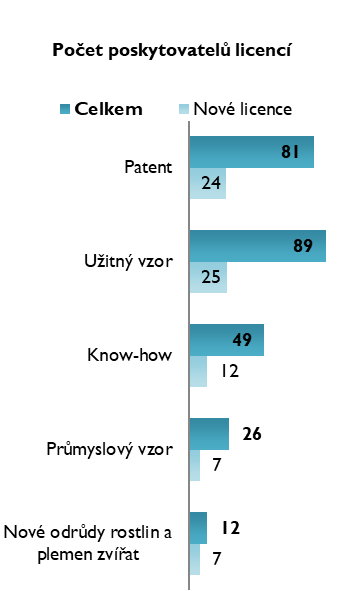 Počet poskytovatelů licencí
Celkem Nové licence
Patent 81
24
Užitný vzor 89
25
Know-how 49
12
Průmyslový vzor 26
7
Nové odrůdy rostlin a 12
plemen zvířat 7